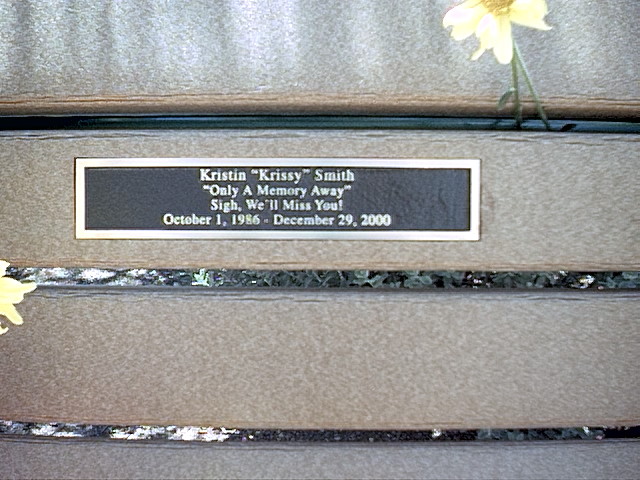 Kristin "Krissy" Smith
"Only A Memory Away"
Sigh, We'll Miss You!
October 1, 1986 - December 29, 2000